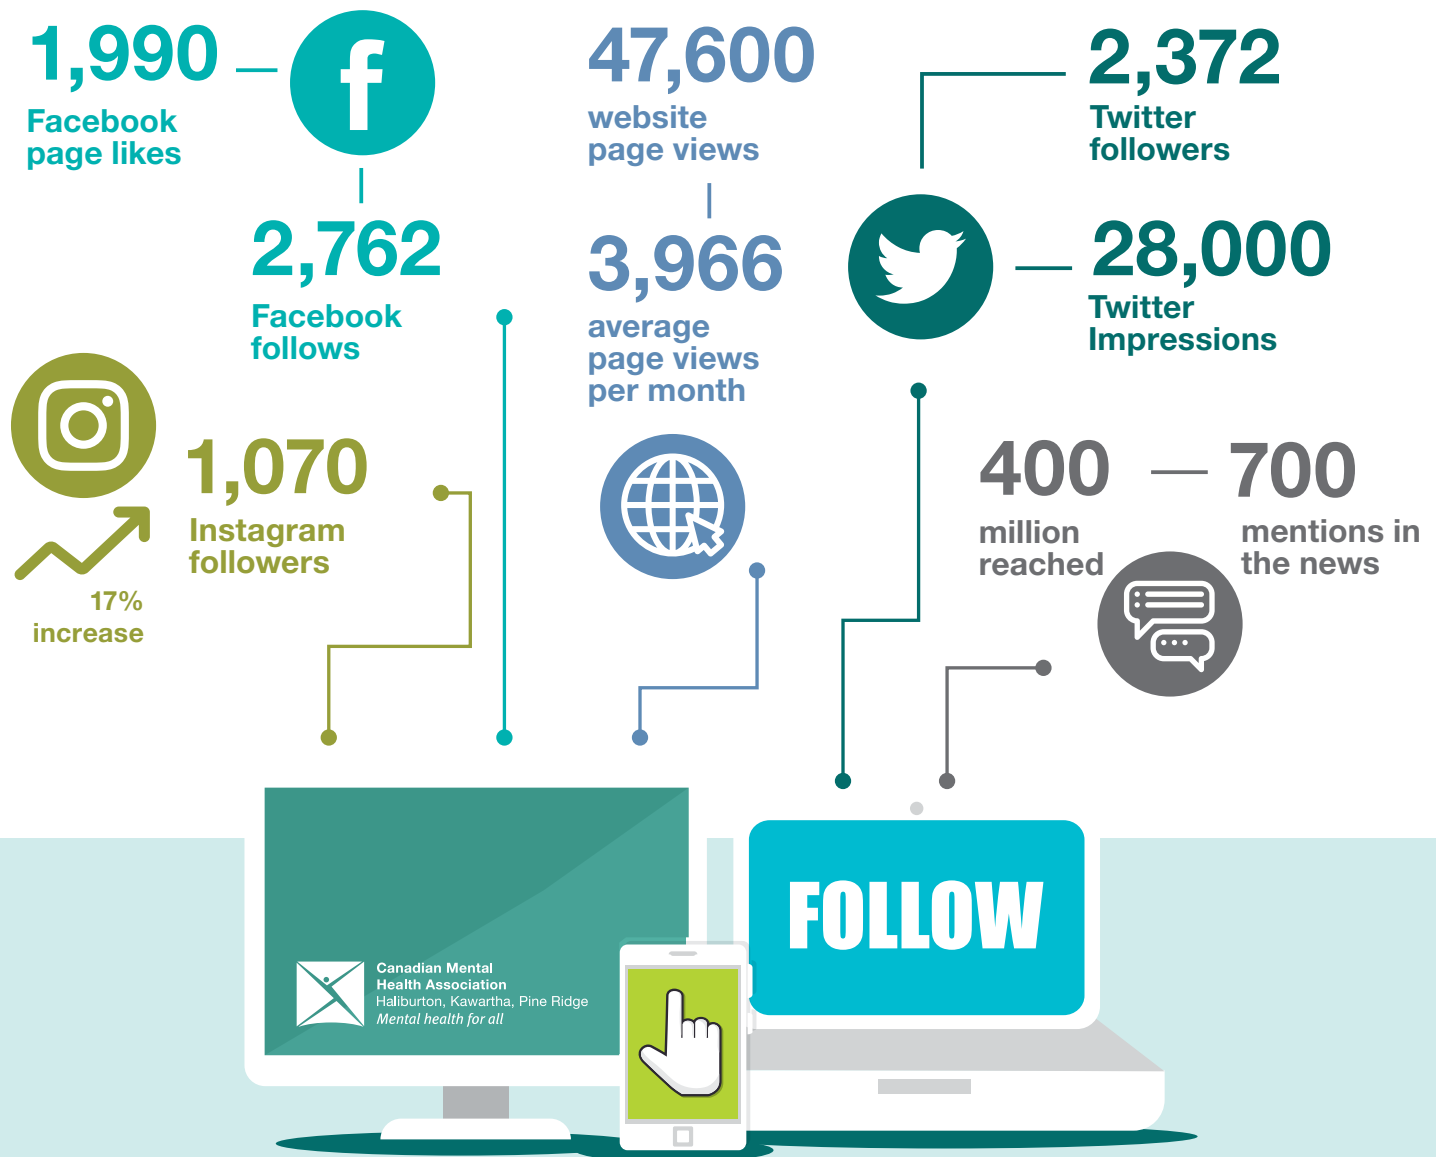 1,990
Facebook
page likes
2,762
Facebook
follows
1,070
Instagram
followers
17%
increase
47,600
website
page views
3,966
average
page views
per month
2,372
Twitter
followers
28,000
Twitter
Impressions
400 — 700
million
reached
mentions in
the news
Canadian Mental
Health Association
Haliburton, Kawartha, Pine Ridge
Mental health for all
FOLLOW